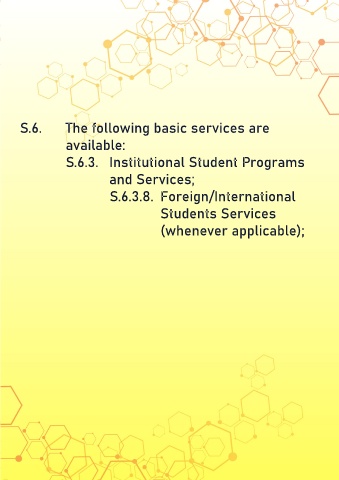 S.6. The following basic services are
available:
S.6.3. Institutional Student Programs
and Services;
S.6.3.8. Foreign/International
Students Services
(whenever applicable);